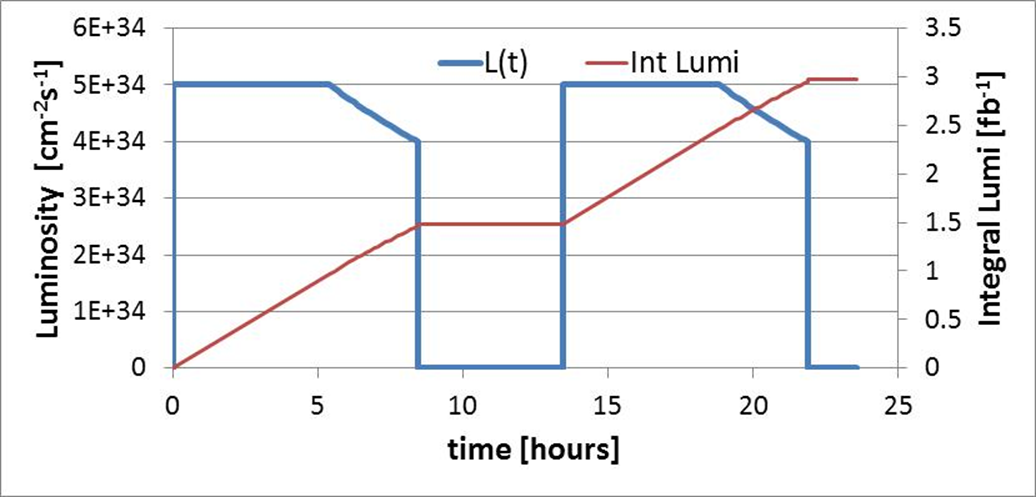 6E+34
5E+34
4E+34
3E+34
2E+34
1E+34
0
Luminosity [cm⁻²s⁻¹]
L(t)
Int Lumi
3.5
3
2.5
2
1.5
1
0.5
0
Integral Lumi [fb⁻¹]
0 5 10 15 20 25
time [hours]